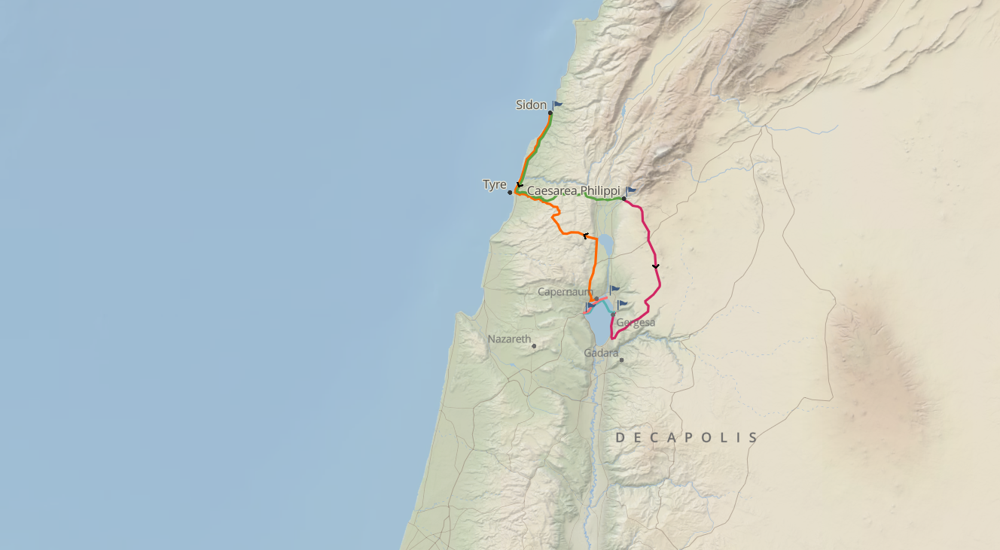 Sidon
Tyre
Caesarea Philippi
Capernaum
Gergesa
Nazareth
Gadara
DECAPOLIS